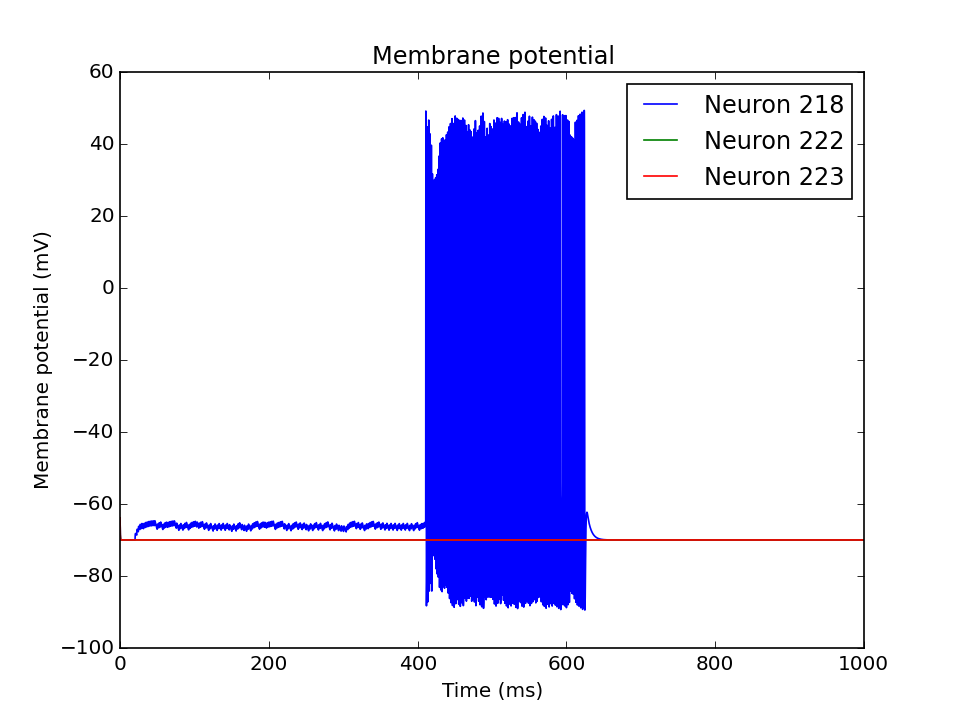 Membrane potential
Neuron 218
Neuron 222
Neuron 223
60
40
20
0
−20
−40
−60
−80
−100
Membrane potential (mV)
0 200 400 600 800 1000
Time (ms)